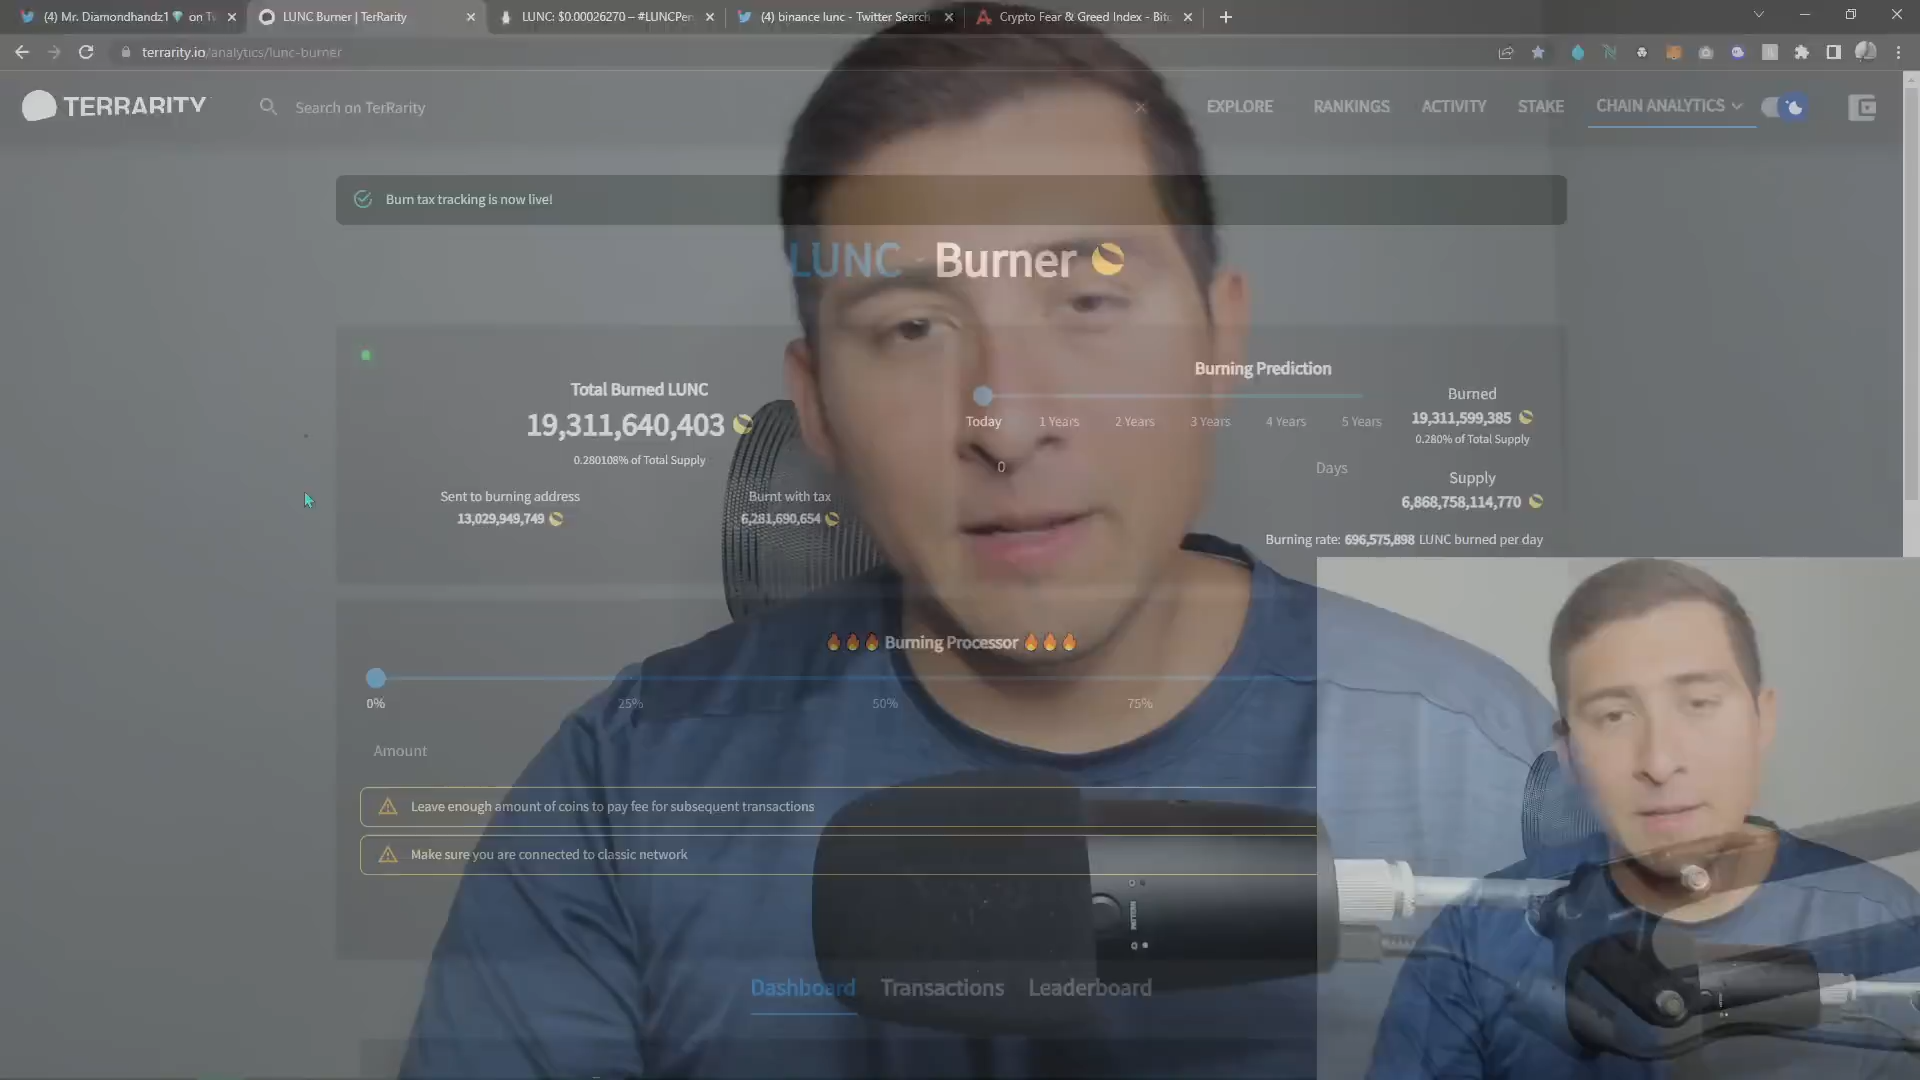 (4) Mr. Diamondhandz1 on Tw
LUNC Burner | TerRarity
LUNC: $0.00026270 – #LUNCPen
(4) binance lunc - Twitter Search
Crypto Fear & Greed Index - Bitc
terrarity.io/analytics/lunc-burner
TERRARITY
Search on TerRarity
EXPLORE
RANKINGS
ACTIVITY
STAKE
CHAIN ANALYTICS
Burn tax tracking is now live!
LUNC Burner
Total Burned LUNC
19,311,640,403
0.280108% of Total Supply
Sent to burning address
13,029,949,749
Burnt with tax
6,281,690,654
Burning Prediction
Today
1 Years
2 Years
3 Years
4 Years
5 Years
0
Days
Burned
19,311,599,385
0.280% of Total Supply
Supply
6,868,758,114,770
Burning rate: 696,575,898 LUNC burned per day
🔥🔥🔥 Burning Processor 🔥🔥🔥
0%
25%
50%
75%
Amount
Leave enough amount of coins to pay fee for subsequent transactions
Make sure you are connected to classic network
Dashboard
Transactions
Leaderboard